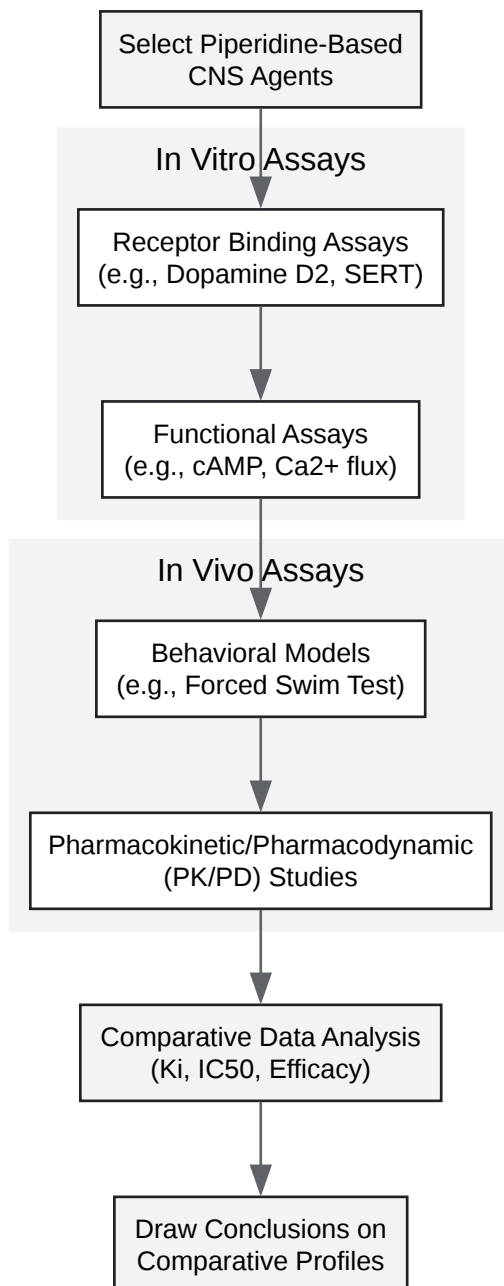 Select Piperidine-Based
CNS Agents
In Vitro Assays
Receptor Binding Assays
(e.g., Dopamine D2, SERT)
Functional Assays
(e.g., cAMP, Ca2+ flux)
In Vivo Assays
Behavioral Models
(e.g., Forced Swim Test)
Pharmacokinetic/Pharmacodynamic
(PK/PD) Studies
Comparative Data Analysis
(Ki, IC50, Efficacy)
Draw Conclusions on
Comparative Profiles